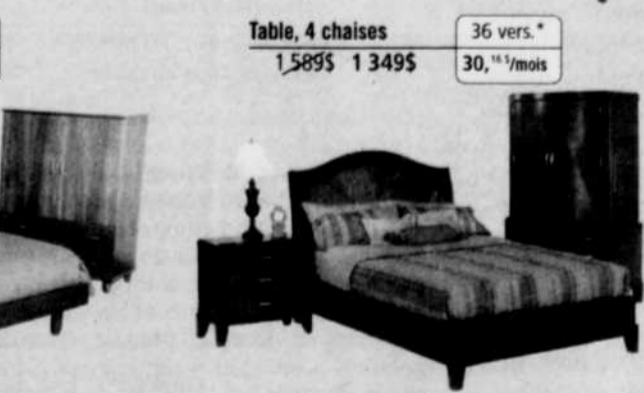 Table, 4 chaises
36 vers.*
1 589$ 1 349$
30,16 $/mois